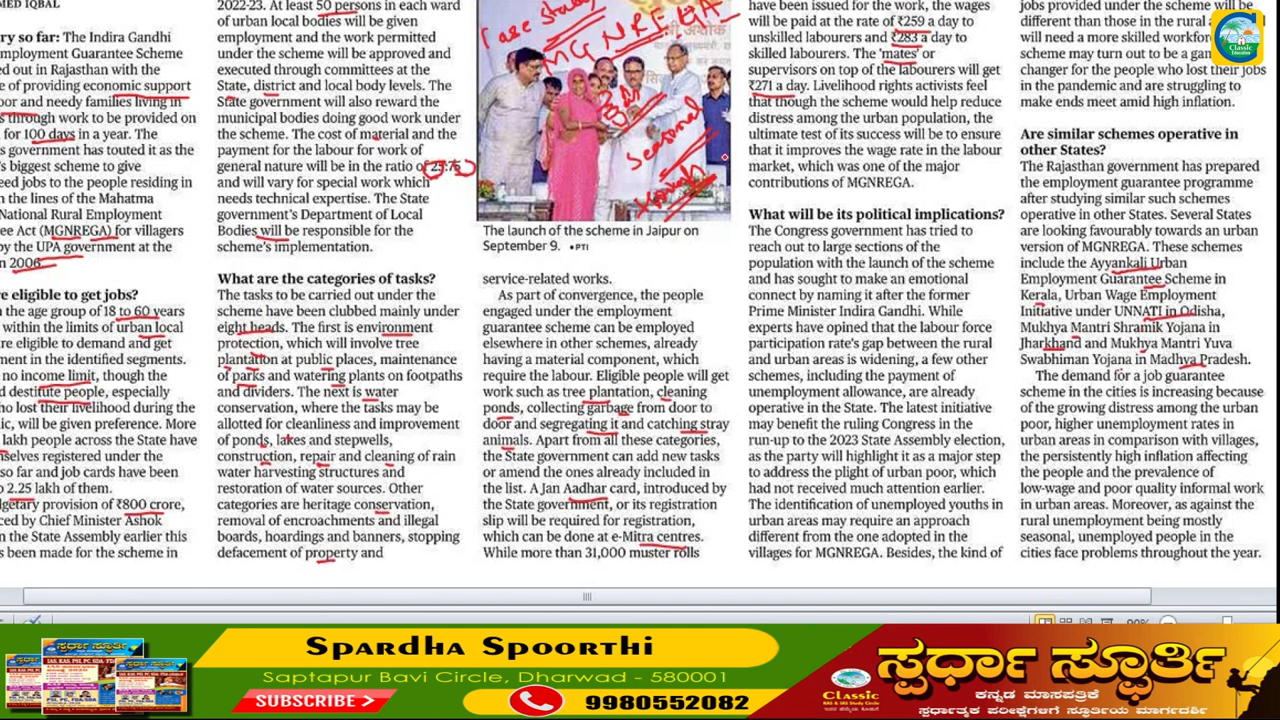 MED IQBAL
ry so far: The Indira Gandhi
mployment Guarantee Scheme
ed out in Rajasthan with the
e of providing economic support
oor and needy families living in
s through work to be provided on
for 100 days in a year. The
s government has touted it as the
's biggest scheme to give
eed jobs to the people residing in
n the lines of the Mahatma
National Rural Employment
ee Act (MGNREGA) for villagers
by the UPA government at the
n 2006.
re eligible to get jobs?
n the age group of 18 to 60 years
within the limits of urban local
re eligible to demand and get
ment in the identified segments.
no income limit, though the
d destitute people, especially
ho lost their livelihood during the
ic, will be given preference. More
lakh people across the State have
mselves registered under the
so far and job cards have been
o 2.25 lakh of them.
dgetary provision of ₹800 crore,
ced by Chief Minister Ashok
n the State Assembly earlier this
s been made for the scheme in
2022-23. At least 50 persons in each ward
of urban local bodies will be given
employment and the work permitted
under the scheme will be approved and
executed through committees at the
State, district and local body levels. The
State government will also reward the
municipal bodies doing good work under
the scheme. The cost of material and the
payment for the labour for work of
general nature will be in the ratio of 25:75
and will vary for special work which
needs technical expertise. The State
government's Department of Local
Bodies will be responsible for the
scheme's implementation.
What are the categories of tasks?
The tasks to be carried out under the
scheme have been clubbed mainly under
eight heads. The first is environment
protection, which will involve tree
plantation at public places, maintenance
of parks and watering plants on footpaths
and dividers. The next is water
conservation, where the tasks may be
allotted for cleanliness and improvement
of ponds, lakes and stepwells,
construction, repair and cleaning of rain
water harvesting structures and
restoration of water sources. Other
categories are heritage conservation,
removal of encroachments and illegal
boards, hoardings and banners, stopping
defacement of property and
MGNREGA
Seasonal
The launch of the scheme in Jaipur on
September 9. • PTI
service-related works.
As part of convergence, the people
engaged under the employment
guarantee scheme can be employed
elsewhere in other schemes, already
having a material component, which
require the labour. Eligible people will get
work such as tree plantation, cleaning
ponds, collecting garbage from door to
door and segregating it and catching stray
animals. Apart from all these categories,
the State government can add new tasks
or amend the ones already included in
the list. A Jan Aadhar card, introduced by
the State government, or its registration
slip will be required for registration,
which can be done at e-Mitra centres.
While more than 31,000 muster rolls
have been issued for the work, the wages
will be paid at the rate of ₹259 a day to
unskilled labourers and ₹283 a day to
skilled labourers. The 'mates' or
supervisors on top of the labourers will get
₹271 a day. Livelihood rights activists feel
that though the scheme would help reduce
distress among the urban population, the
ultimate test of its success will be to ensure
that it improves the wage rate in the labour
market, which was one of the major
contributions of MGNREGA.
What will be its political implications?
The Congress government has tried to
reach out to large sections of the
population with the launch of the scheme
and has sought to make an emotional
connect by naming it after the former
Prime Minister Indira Gandhi. While
experts have opined that the labour force
participation rate's gap between the rural
and urban areas is widening, a few other
schemes, including the payment of
unemployment allowance, are already
operative in the State. The latest initiative
may benefit the ruling Congress in the
run-up to the 2023 State Assembly election,
as the party will highlight it as a major step
to address the plight of urban poor, which
had not received much attention earlier.
The identification of unemployed youths in
urban areas may require an approach
different from the one adopted in the
villages for MGNREGA. Besides, the kind of
jobs provided under the scheme will be
different than those in the rural a
will need a more skilled workfor
scheme may turn out to be a gam
changer for the people who lost their jobs
in the pandemic and are struggling to
make ends meet amid high inflation.
Are similar schemes operative in
other States?
The Rajasthan government has prepared
the employment guarantee programme
after studying similar such schemes
operative in other States. Several States
are looking favourably towards an urban
version of MGNREGA. These schemes
include the Ayyankali Urban
Employment Guarantee Scheme in
Kerala, Urban Wage Employment
Initiative under UNNATI in Odisha,
Mukhya Mantri Shramik Yojana in
Jharkhand and Mukhya Mantri Yuva
Swabhiman Yojana in Madhya Pradesh.
The demand for a job guarantee
scheme in the cities is increasing because
of the growing distress among the urban
poor, higher unemployment rates in
urban areas in comparison with villages,
the persistently high inflation affecting
the people and the prevalence of
low-wage and poor quality informal work
in urban areas. Moreover, as against the
rural unemployment being mostly
seasonal, unemployed people in the
cities face problems throughout the year.
Classic
Spardha Spoorthi
Saptapur Bavi Circle, Dharwad - 580001
SUBSCRIBE
9980552082
ಸ್ಪರ್ಧಾ ಸ್ಫೂರ್ತಿ
Classic
IAS & KAS Study Circle
ಕನ್ನಡ ಮಾಸಪತ್ರಿಕೆ
ಸ್ಪರ್ಧಾತ್ಮಕ ಪರೀಕ್ಷೆಗಳಿಗೆ ಸ್ಫೂರ್ತಿಯ ಮಾರ್ಗದರ್ಶಿ